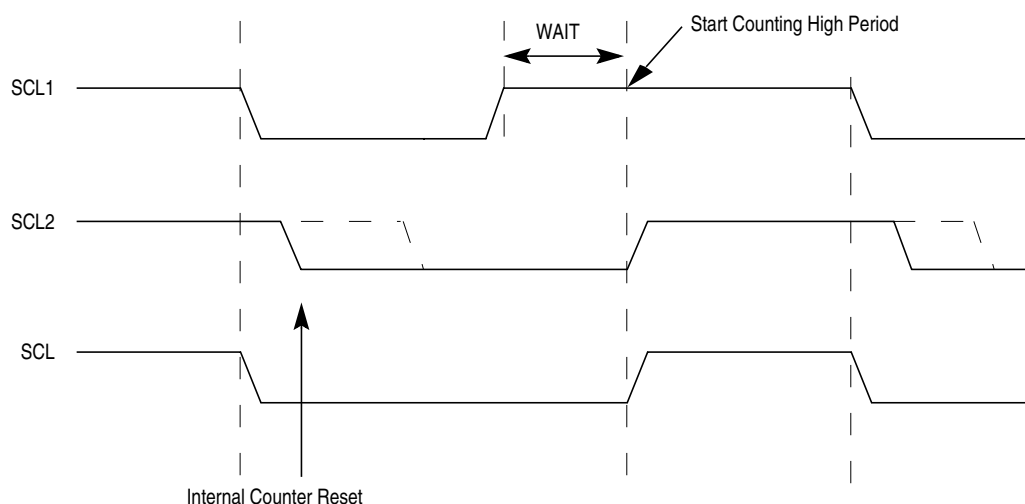 Start Counting High Period
WAIT
SCL1
SCL2
SCL
Internal Counter Reset